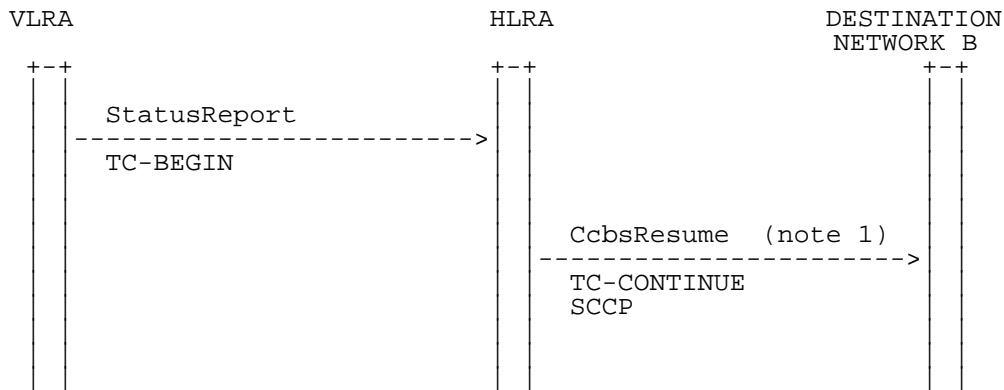 VLRA HLRA DESTINATION
NETWORK B
StatusReport
TC-BEGIN
CcbsResume (note 1)
TC-CONTINUE
SCCP